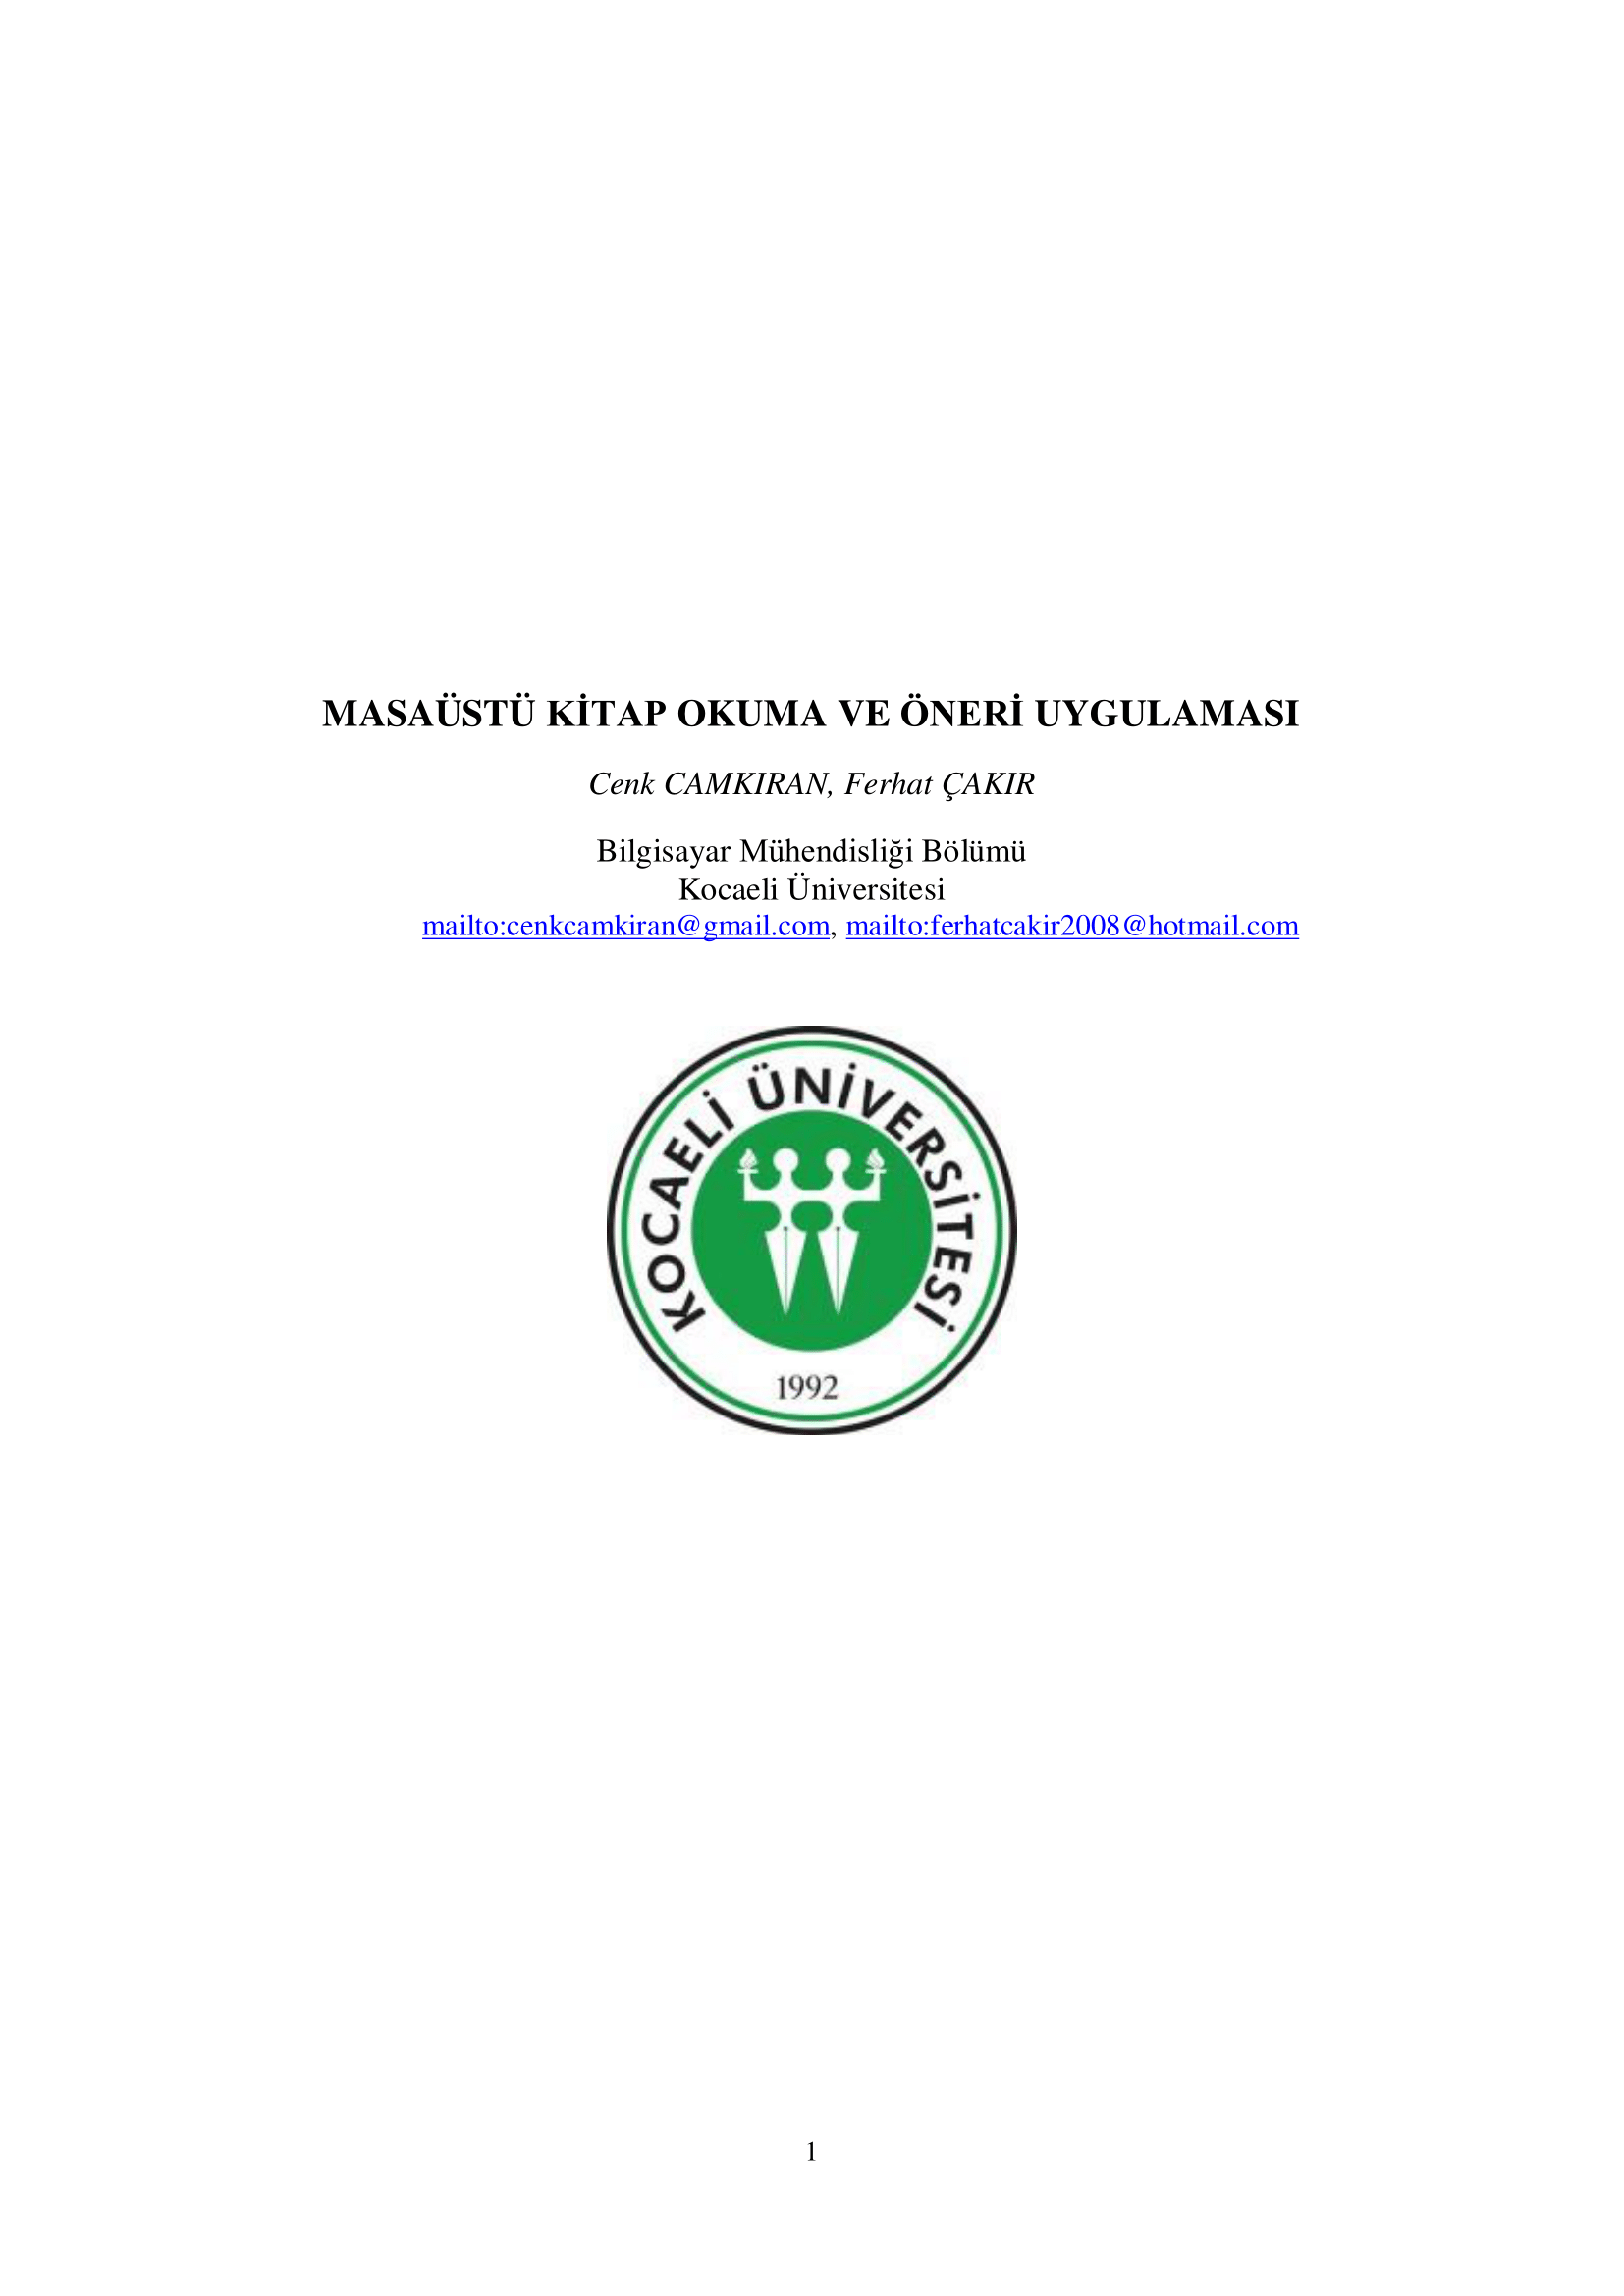 MASAÜSTÜ KİTAP OKUMA VE ÖNERİ UYGULAMASI
Cenk CAMKIRAN, Ferhat ÇAKIR
Bilgisayar Mühendisliği Bölümü
Kocaeli Üniversitesi
mailto:cenkcamkiran@gmail.com, mailto:ferhatcakir2008@hotmail.com
KOCAELİ ÜNİVERSİTESİ
1992
1